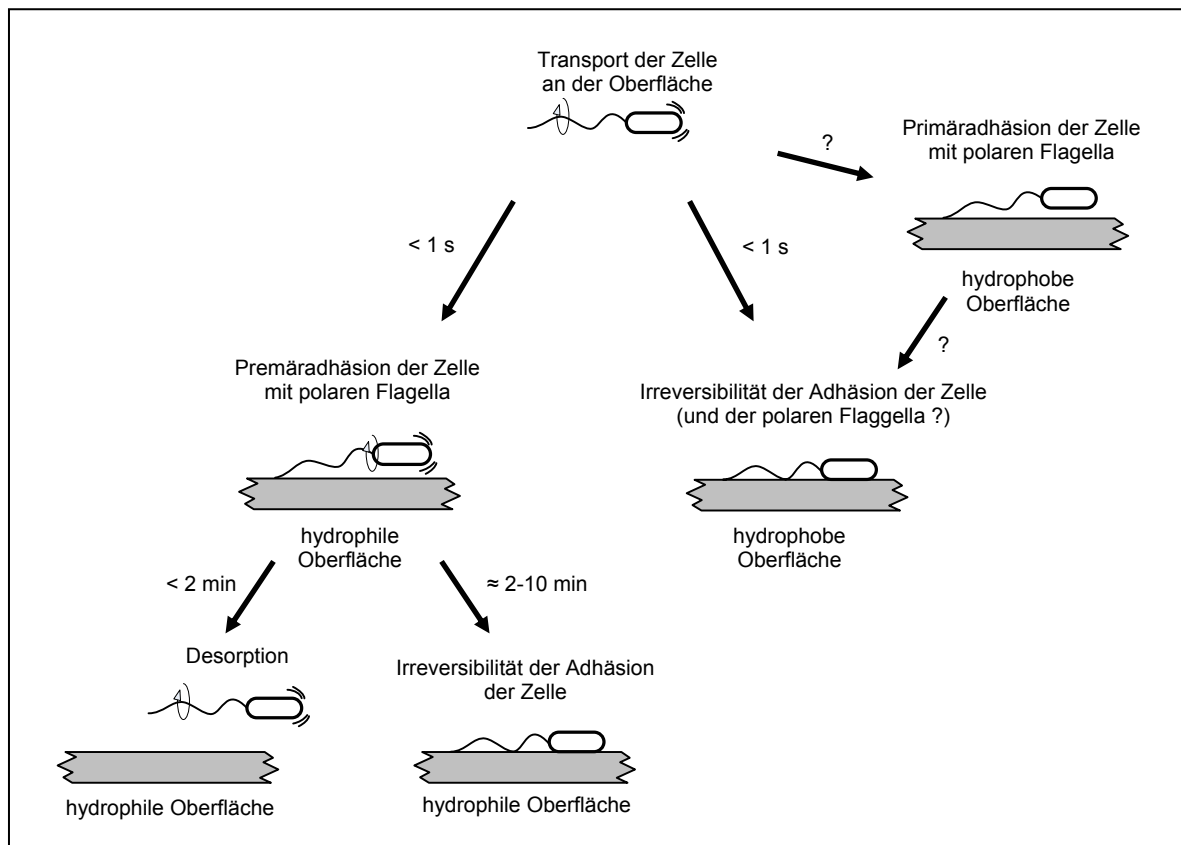 Transport der Zelle
an der Oberfläche
?
Primäradhäsion der Zelle
mit polaren Flagella
hydrophobe
Oberfläche
?
< 1 s
< 1 s
Premäradhäsion der Zelle
mit polaren Flagella
hydrophile
Oberfläche
Irreversibilität der Adhäsion der Zelle
(und der polaren Flaggella ?)
hydrophobe
Oberfläche
< 2 min
≈ 2-10 min
Desorption
hydrophile Oberfläche
Irreversibilität der Adhäsion
der Zelle
hydrophile Oberfläche